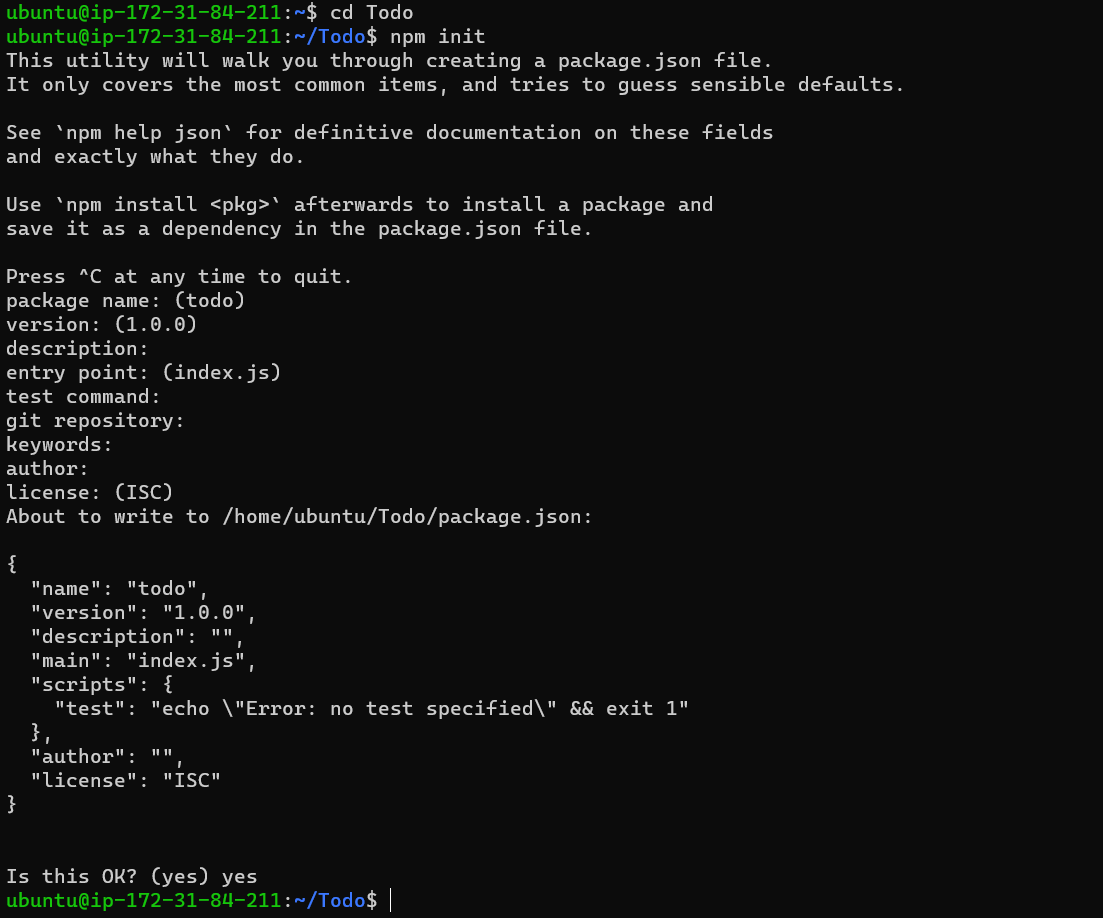 ubuntu@ip-172-31-84-211:~$ cd Todo
ubuntu@ip-172-31-84-211:~/Todo$ npm init
This utility will walk you through creating a package.json file.
It only covers the most common items, and tries to guess sensible defaults.

See `npm help json` for definitive documentation on these fields
and exactly what they do.

Use `npm install <pkg>` afterwards to install a package and
save it as a dependency in the package.json file.

Press ^C at any time to quit.
package name: (todo)
version: (1.0.0)
description:
entry point: (index.js)
test command:
git repository:
keywords:
author:
license: (ISC)
About to write to /home/ubuntu/Todo/package.json:

{
  "name": "todo",
  "version": "1.0.0",
  "description": "",
  "main": "index.js",
  "scripts": {
    "test": "echo \"Error: no test specified\" && exit 1"
  },
  "author": "",
  "license": "ISC"
}


Is this OK? (yes) yes
ubuntu@ip-172-31-84-211:~/Todo$